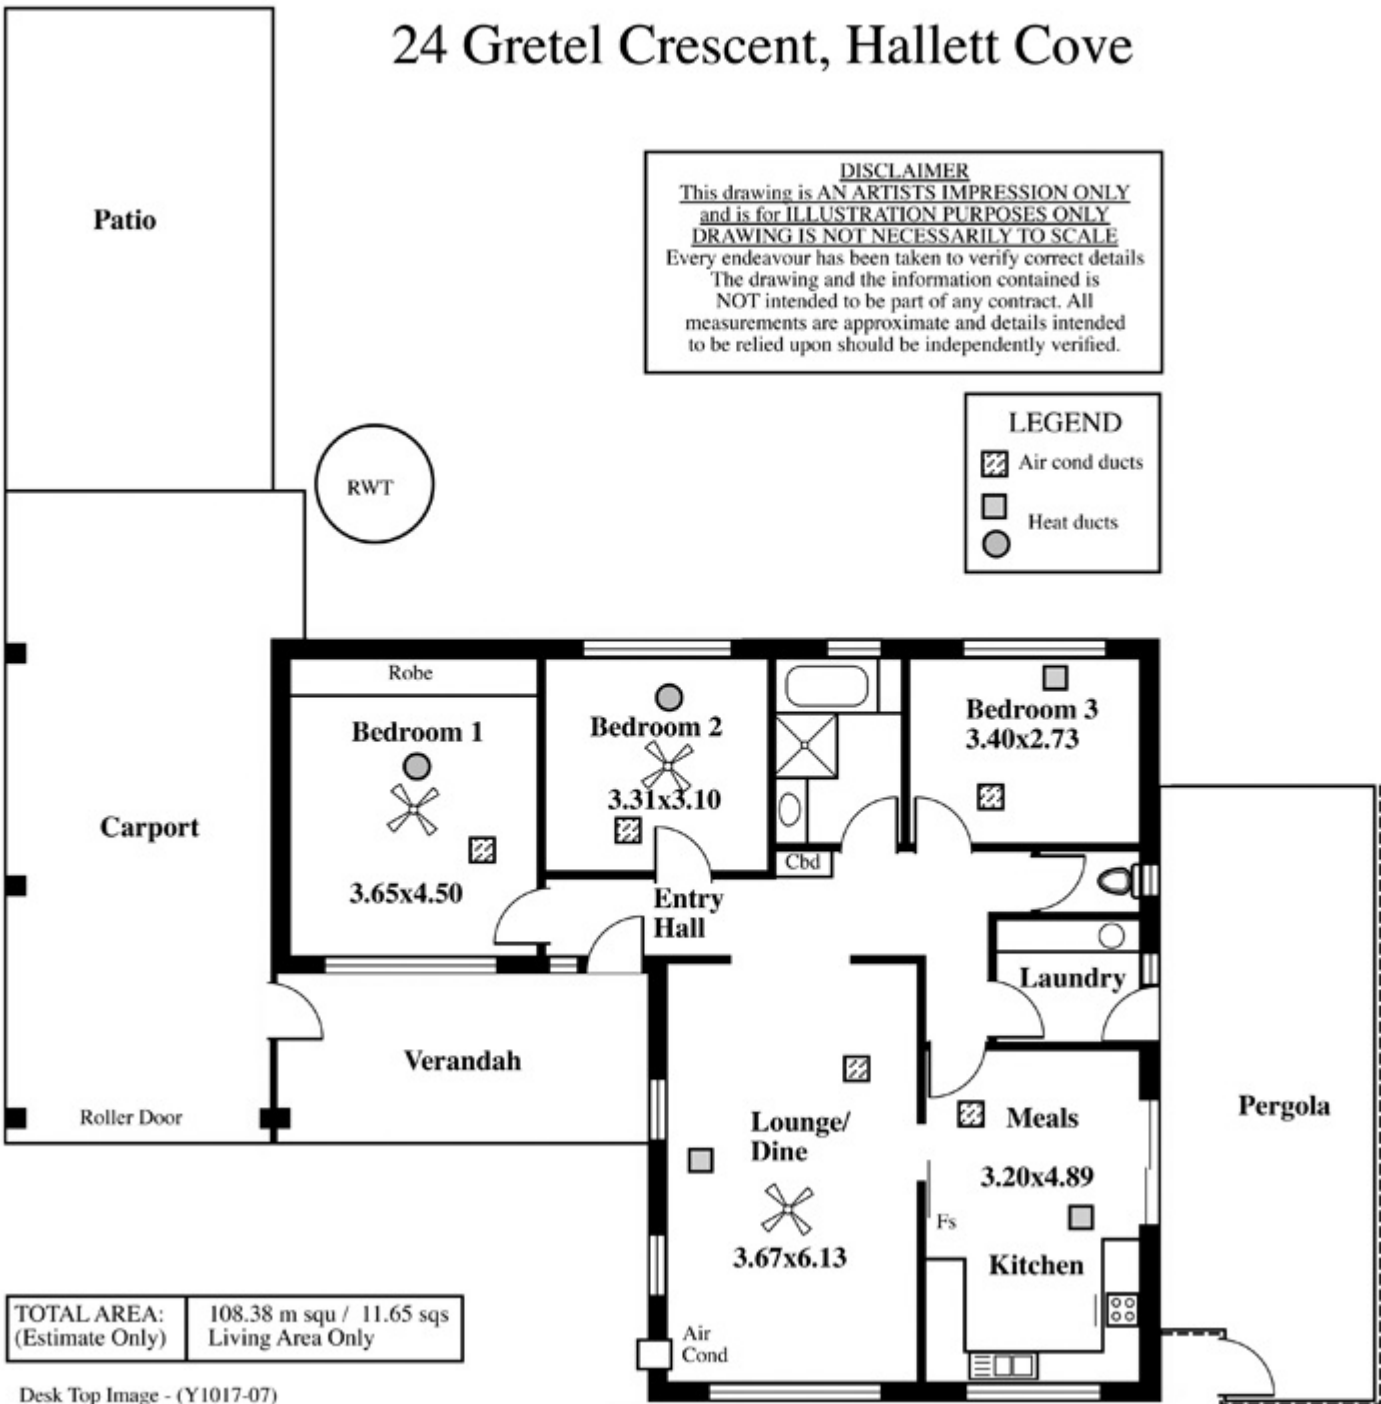 24 Gretel Crescent, Hallett Cove
DISCLAIMER
This drawing is AN ARTISTS IMPRESSION ONLY
and is for ILLUSTRATION PURPOSES ONLY
DRAWING IS NOT NECESSARILY TO SCALE
Every endeavour has been taken to verify correct details
The drawing and the information contained is
NOT intended to be part of any contract. All
measurements are approximate and details intended
to be relied upon should be independently verified.
Patio
LEGEND
Air cond ducts
Heat ducts
RWT
Robe
Bedroom 1
3.65x4.50
Bedroom 2
3.31x3.10
Bedroom 3
3.40x2.73
Carport
Cbd
Entry
Hall
Laundry
Verandah
Roller Door
Lounge/
Dine
3.67x6.13
Meals
3.20x4.89
Fs
Kitchen
Pergola
Air
Cond
TOTAL AREA:
(Estimate Only)
108.38 m squ / 11.65 sqs
Living Area Only
Desk Top Image - (Y1017-07)